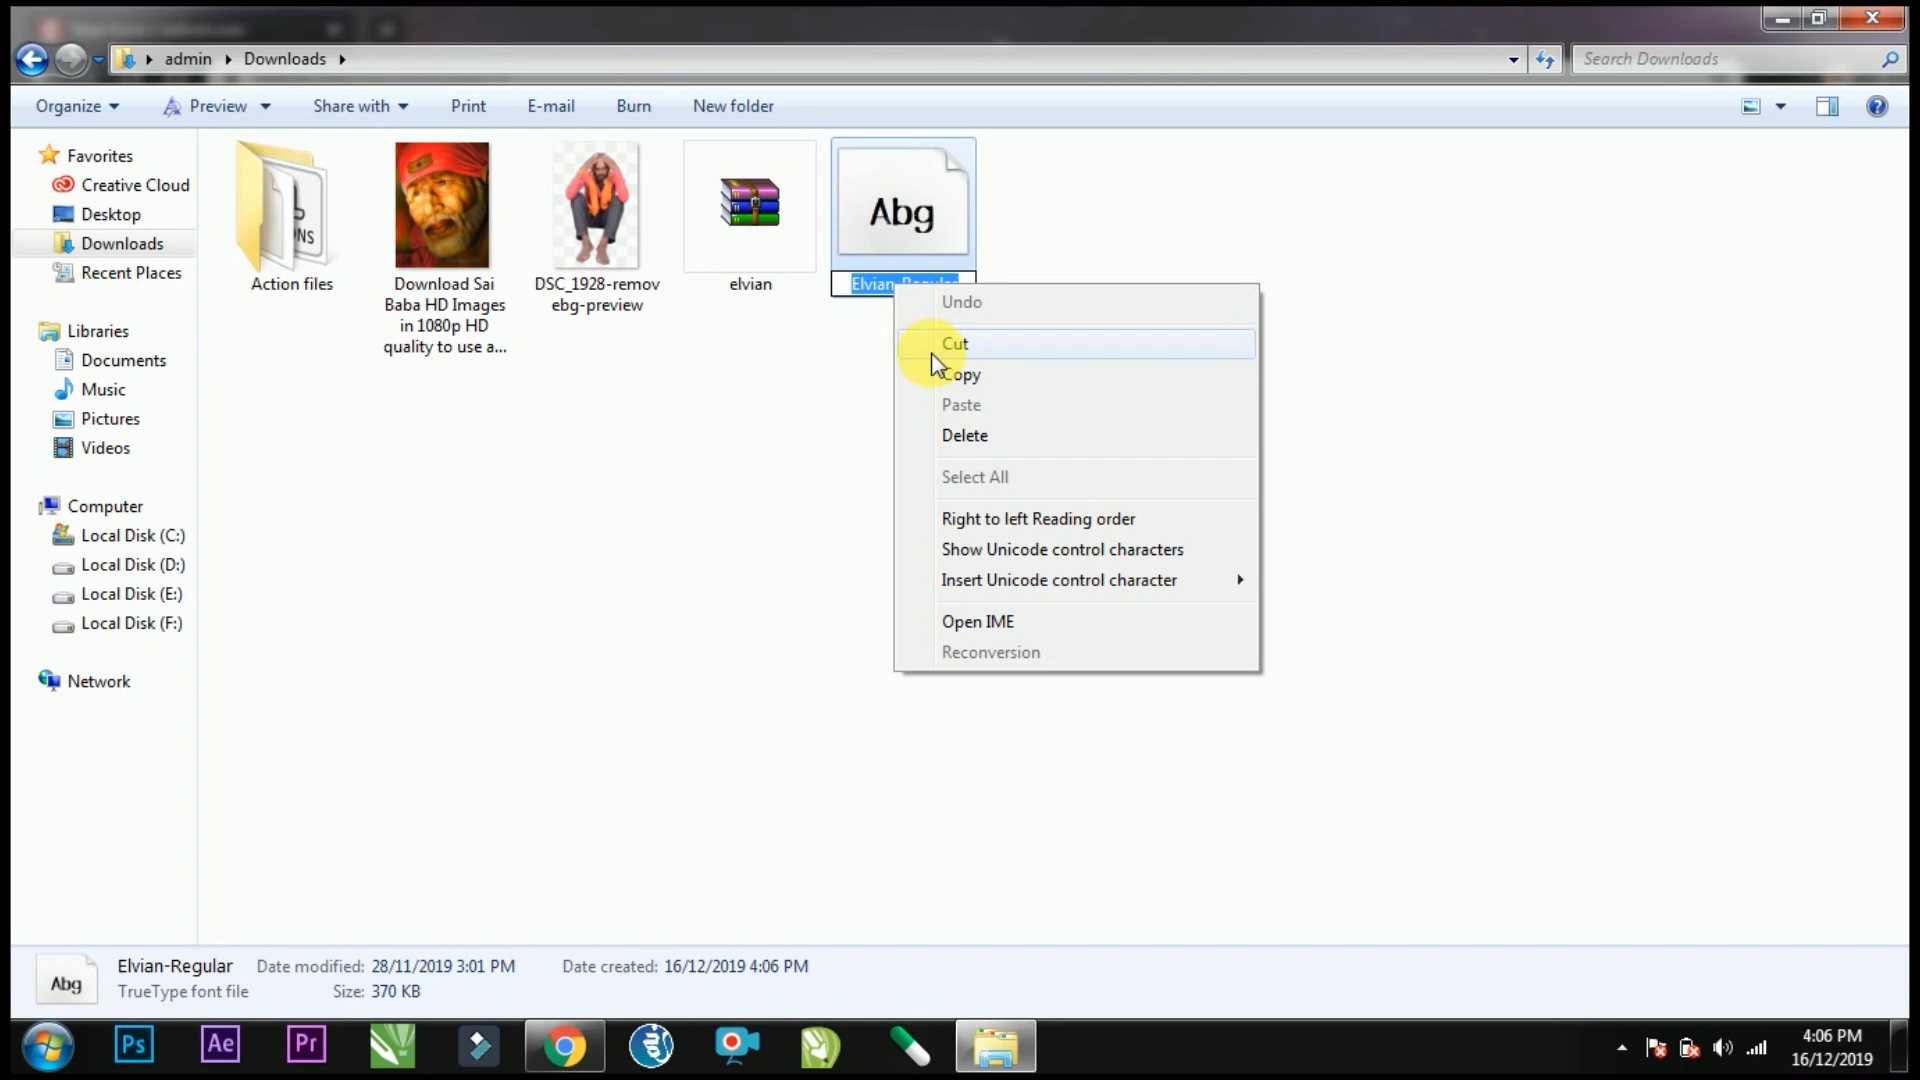 admin Downloads
Search Downloads
Organize Preview Share with Print E-mail Burn New folder
Favorites
Creative Cloud
Desktop
Downloads
Recent Places
Libraries
Documents
Music
Pictures
Videos
Computer
Local Disk (C:)
Local Disk (D:)
Local Disk (E:)
Local Disk (F:)
Network
NS
Action files
Download Sai
Baba HD Images
in 1080p HD
quality to use a...
DSC_1928-remov
ebg-preview
elvian
Abg
Elvian-Regular
Undo
Cut
Copy
Paste
Delete
Select All
Right to left Reading order
Show Unicode control characters
Insert Unicode control character
Open IME
Reconversion
Abg
Elvian-Regular Date modified: 28/11/2019 3:01 PM Date created: 16/12/2019 4:06 PM
TrueType font file Size: 370 KB
Ps Ae Pr
4:06 PM
16/12/2019